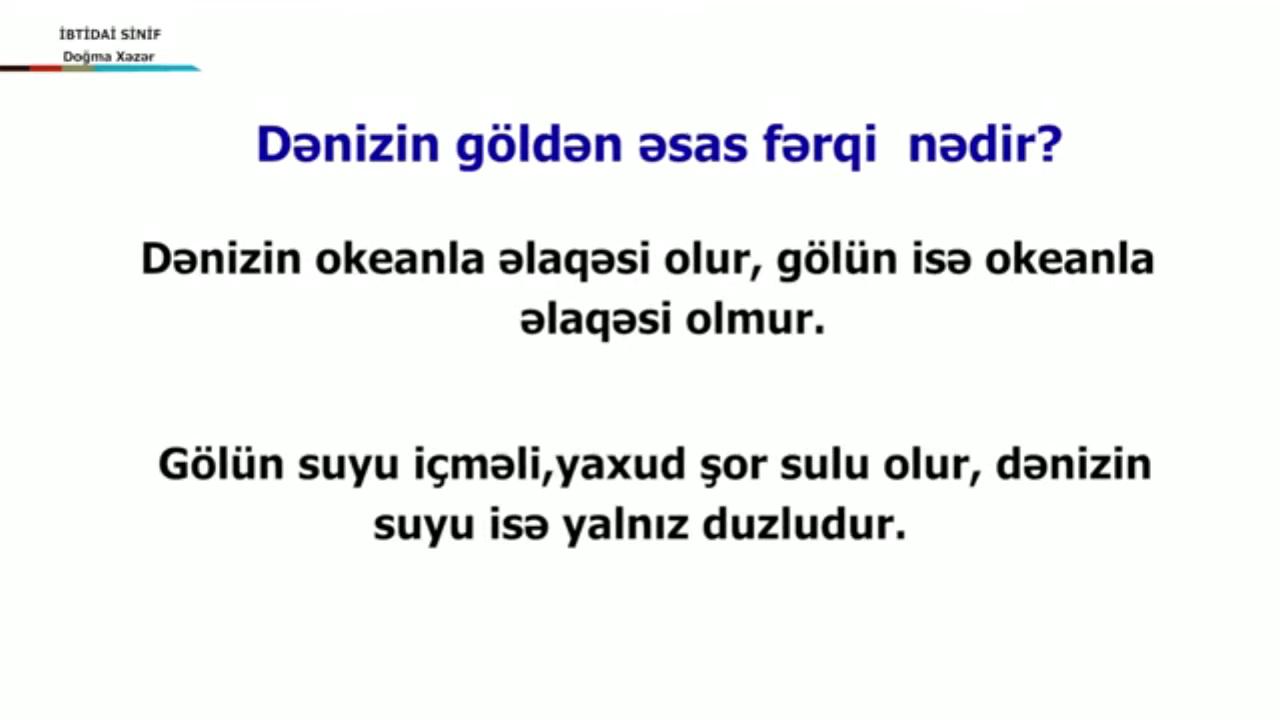 İBTİDAİ SİNİF
Doğma Xəzər
Dənizin göldən əsas fərqi nədir?
Dənizin okeanla əlaqəsi olur, gölün isə okeanla
əlaqəsi olmur.
Gölün suyu içməli,yaxud şor sulu olur, dənizin
suyu isə yalnız duzludur.